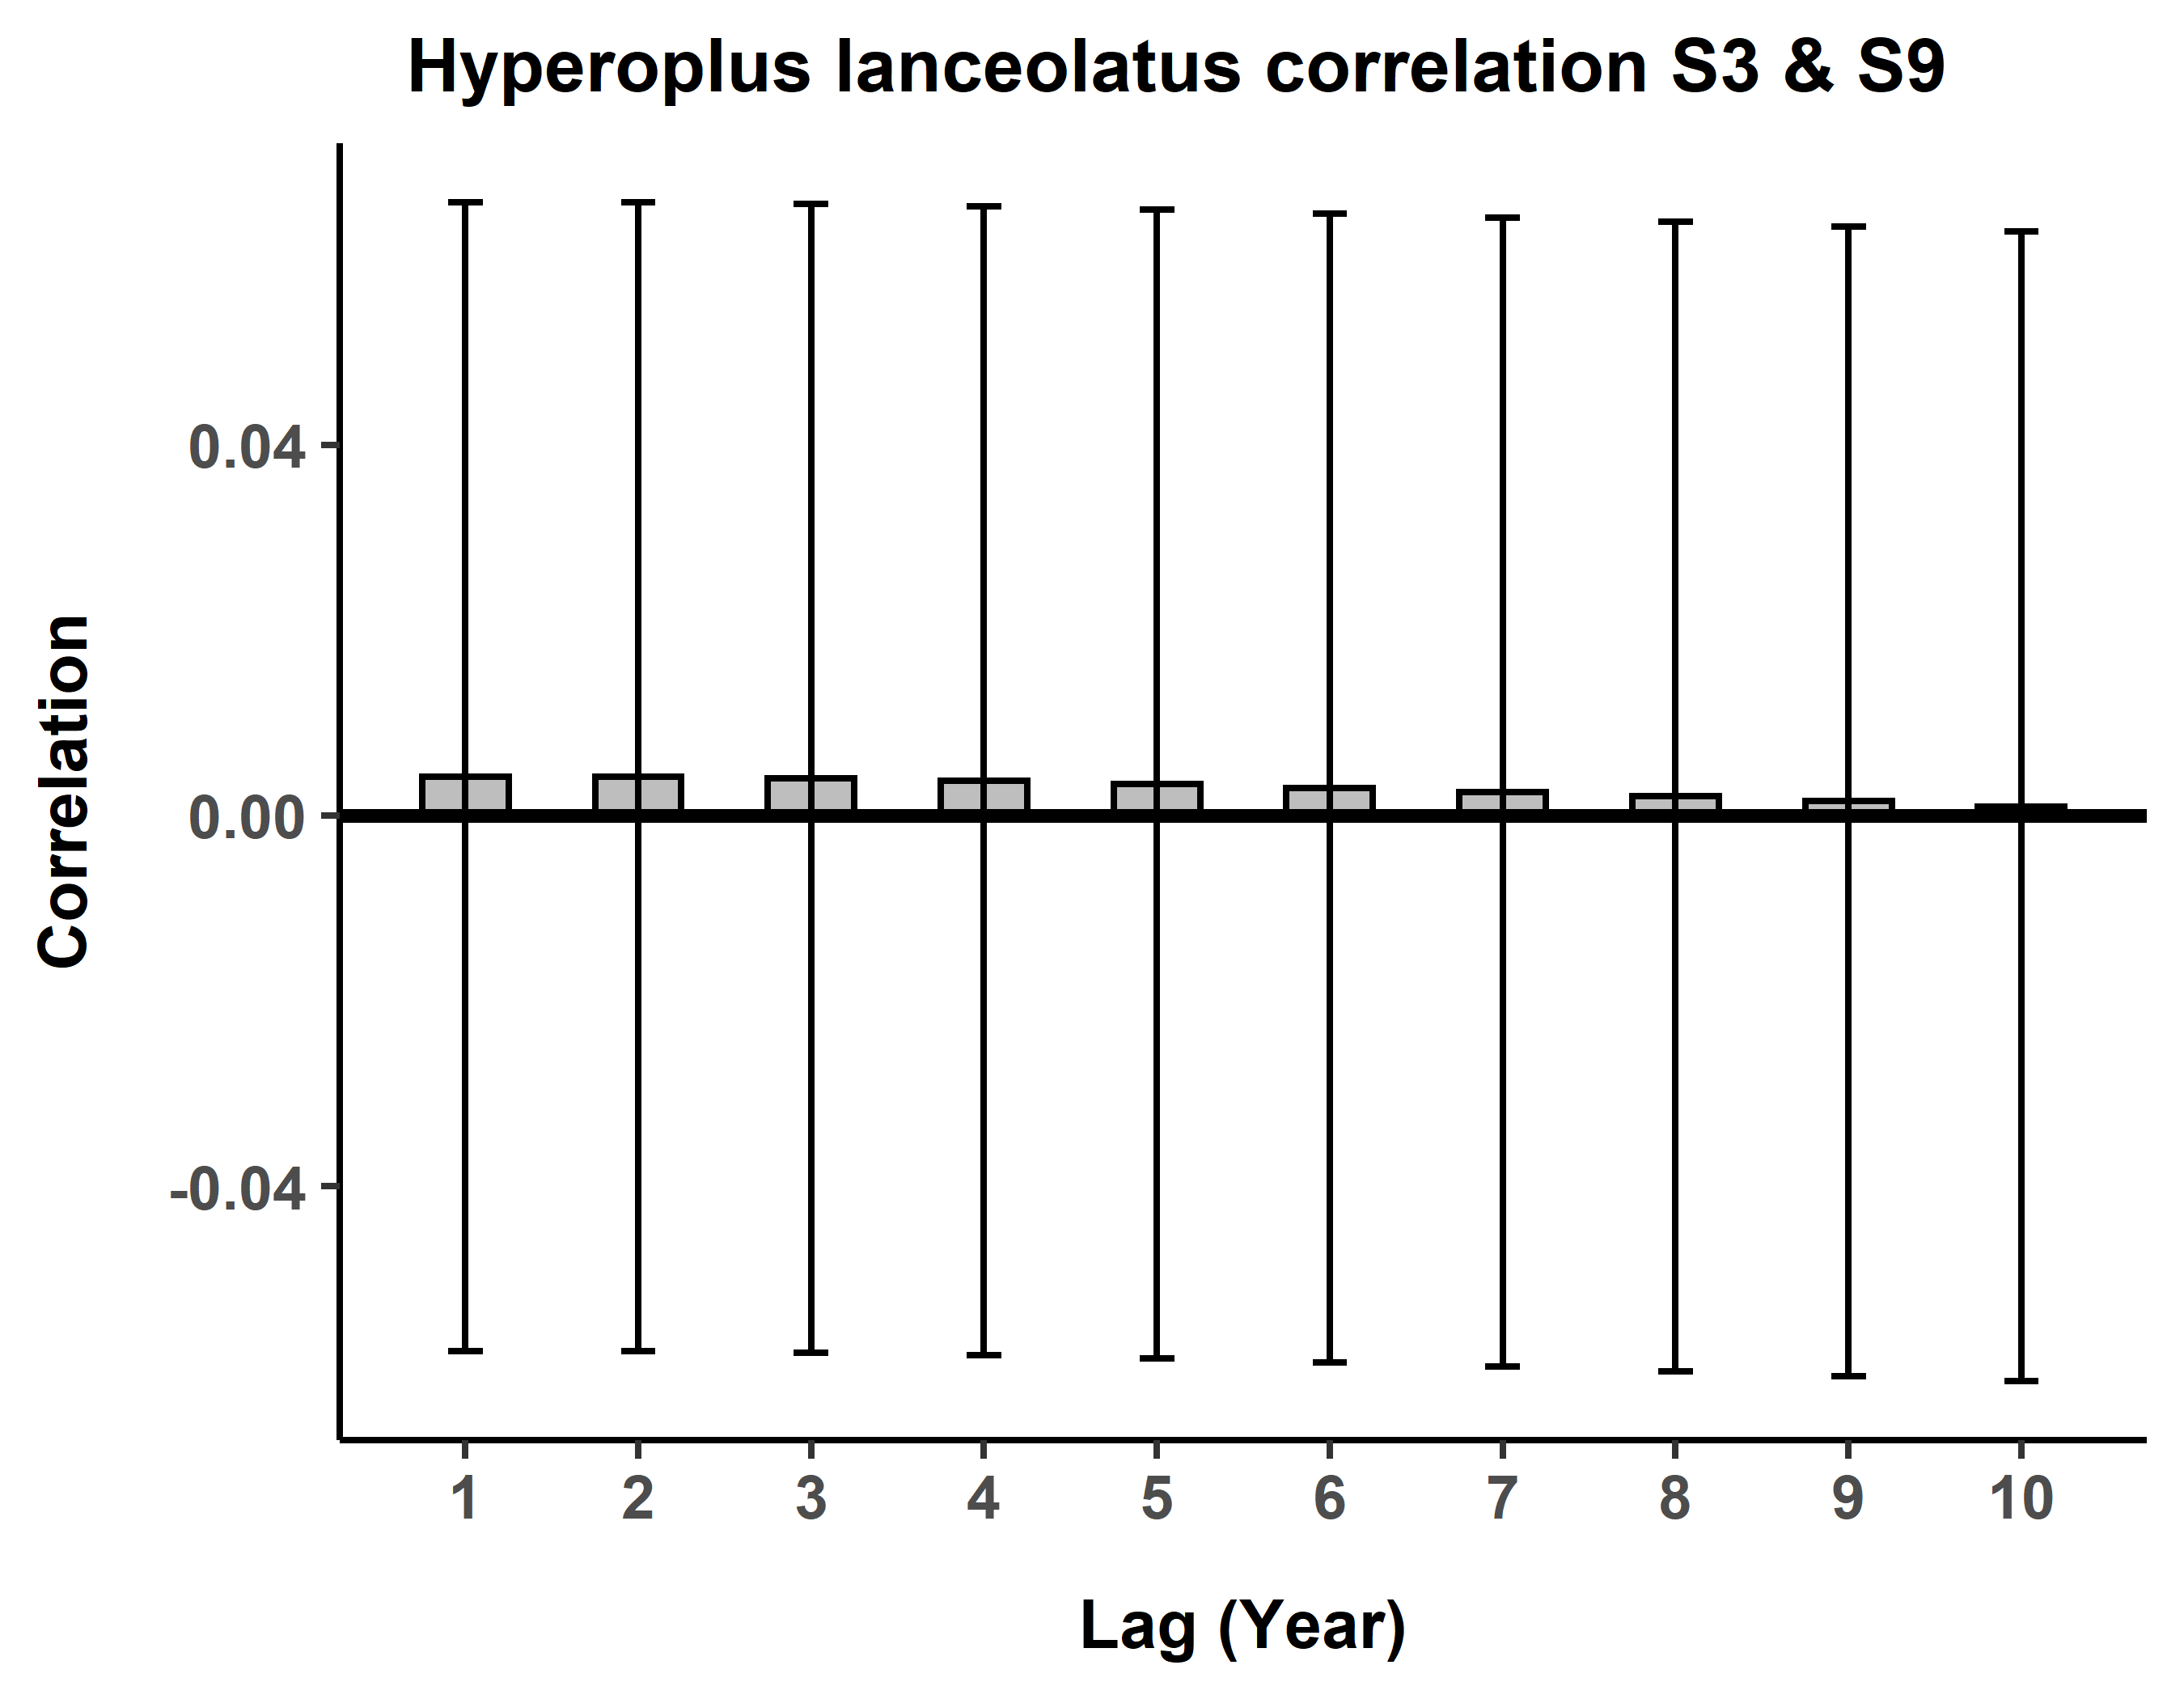 Hyperoplus lanceolatus correlation S3 & S9
Correlation
0.04
0.00
-0.04
1 2 3 4 5 6 7 8 9 10
Lag (Year)